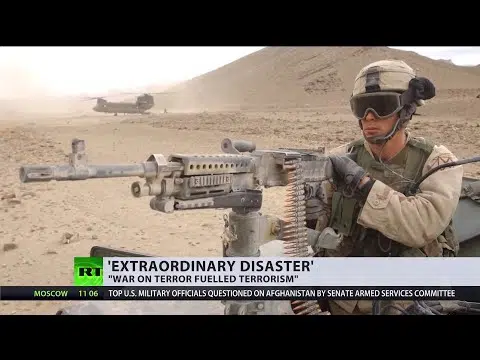 RT
'EXTRAORDINARY DISASTER'
"WAR ON TERROR FUELLED TERRORISM"
MOSCOW 11 06 TOP U.S. MILITARY OFFICIALS QUESTIONED ON AFGHANISTAN BY SENATE ARMED SERVICES COMMITTEE